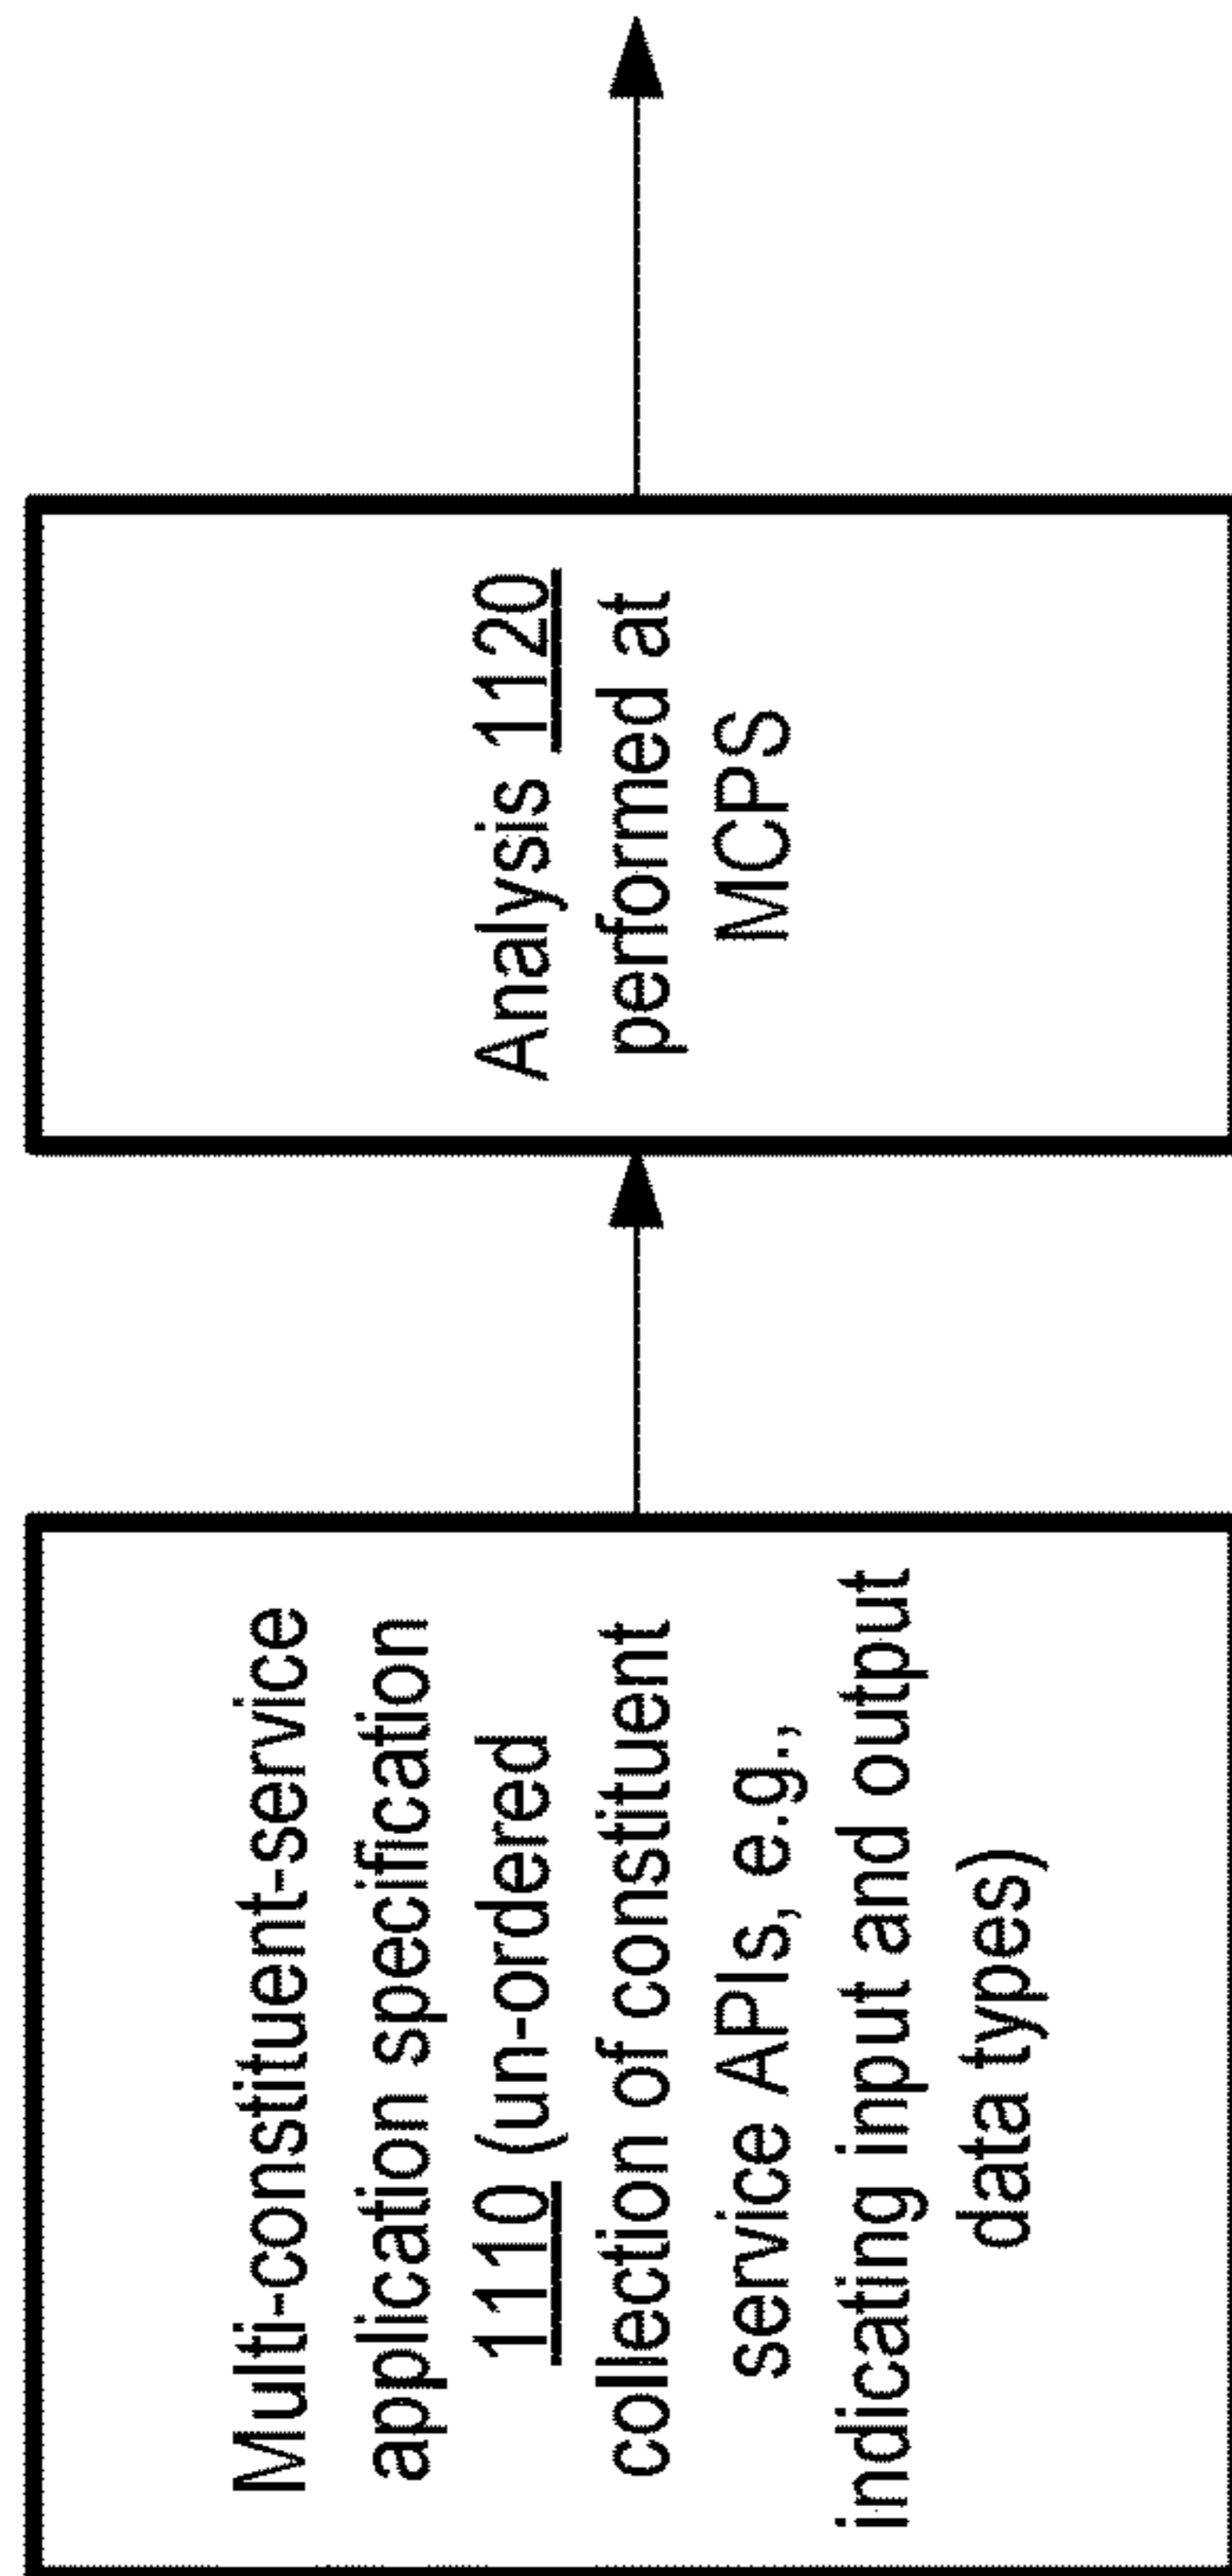 Multi-constituent-service
application specification
1110 (un-ordered
collection of constituent
service APIs, e.g.,
indicating input and output
data types)
Analysis 1120
performed at
MCPS